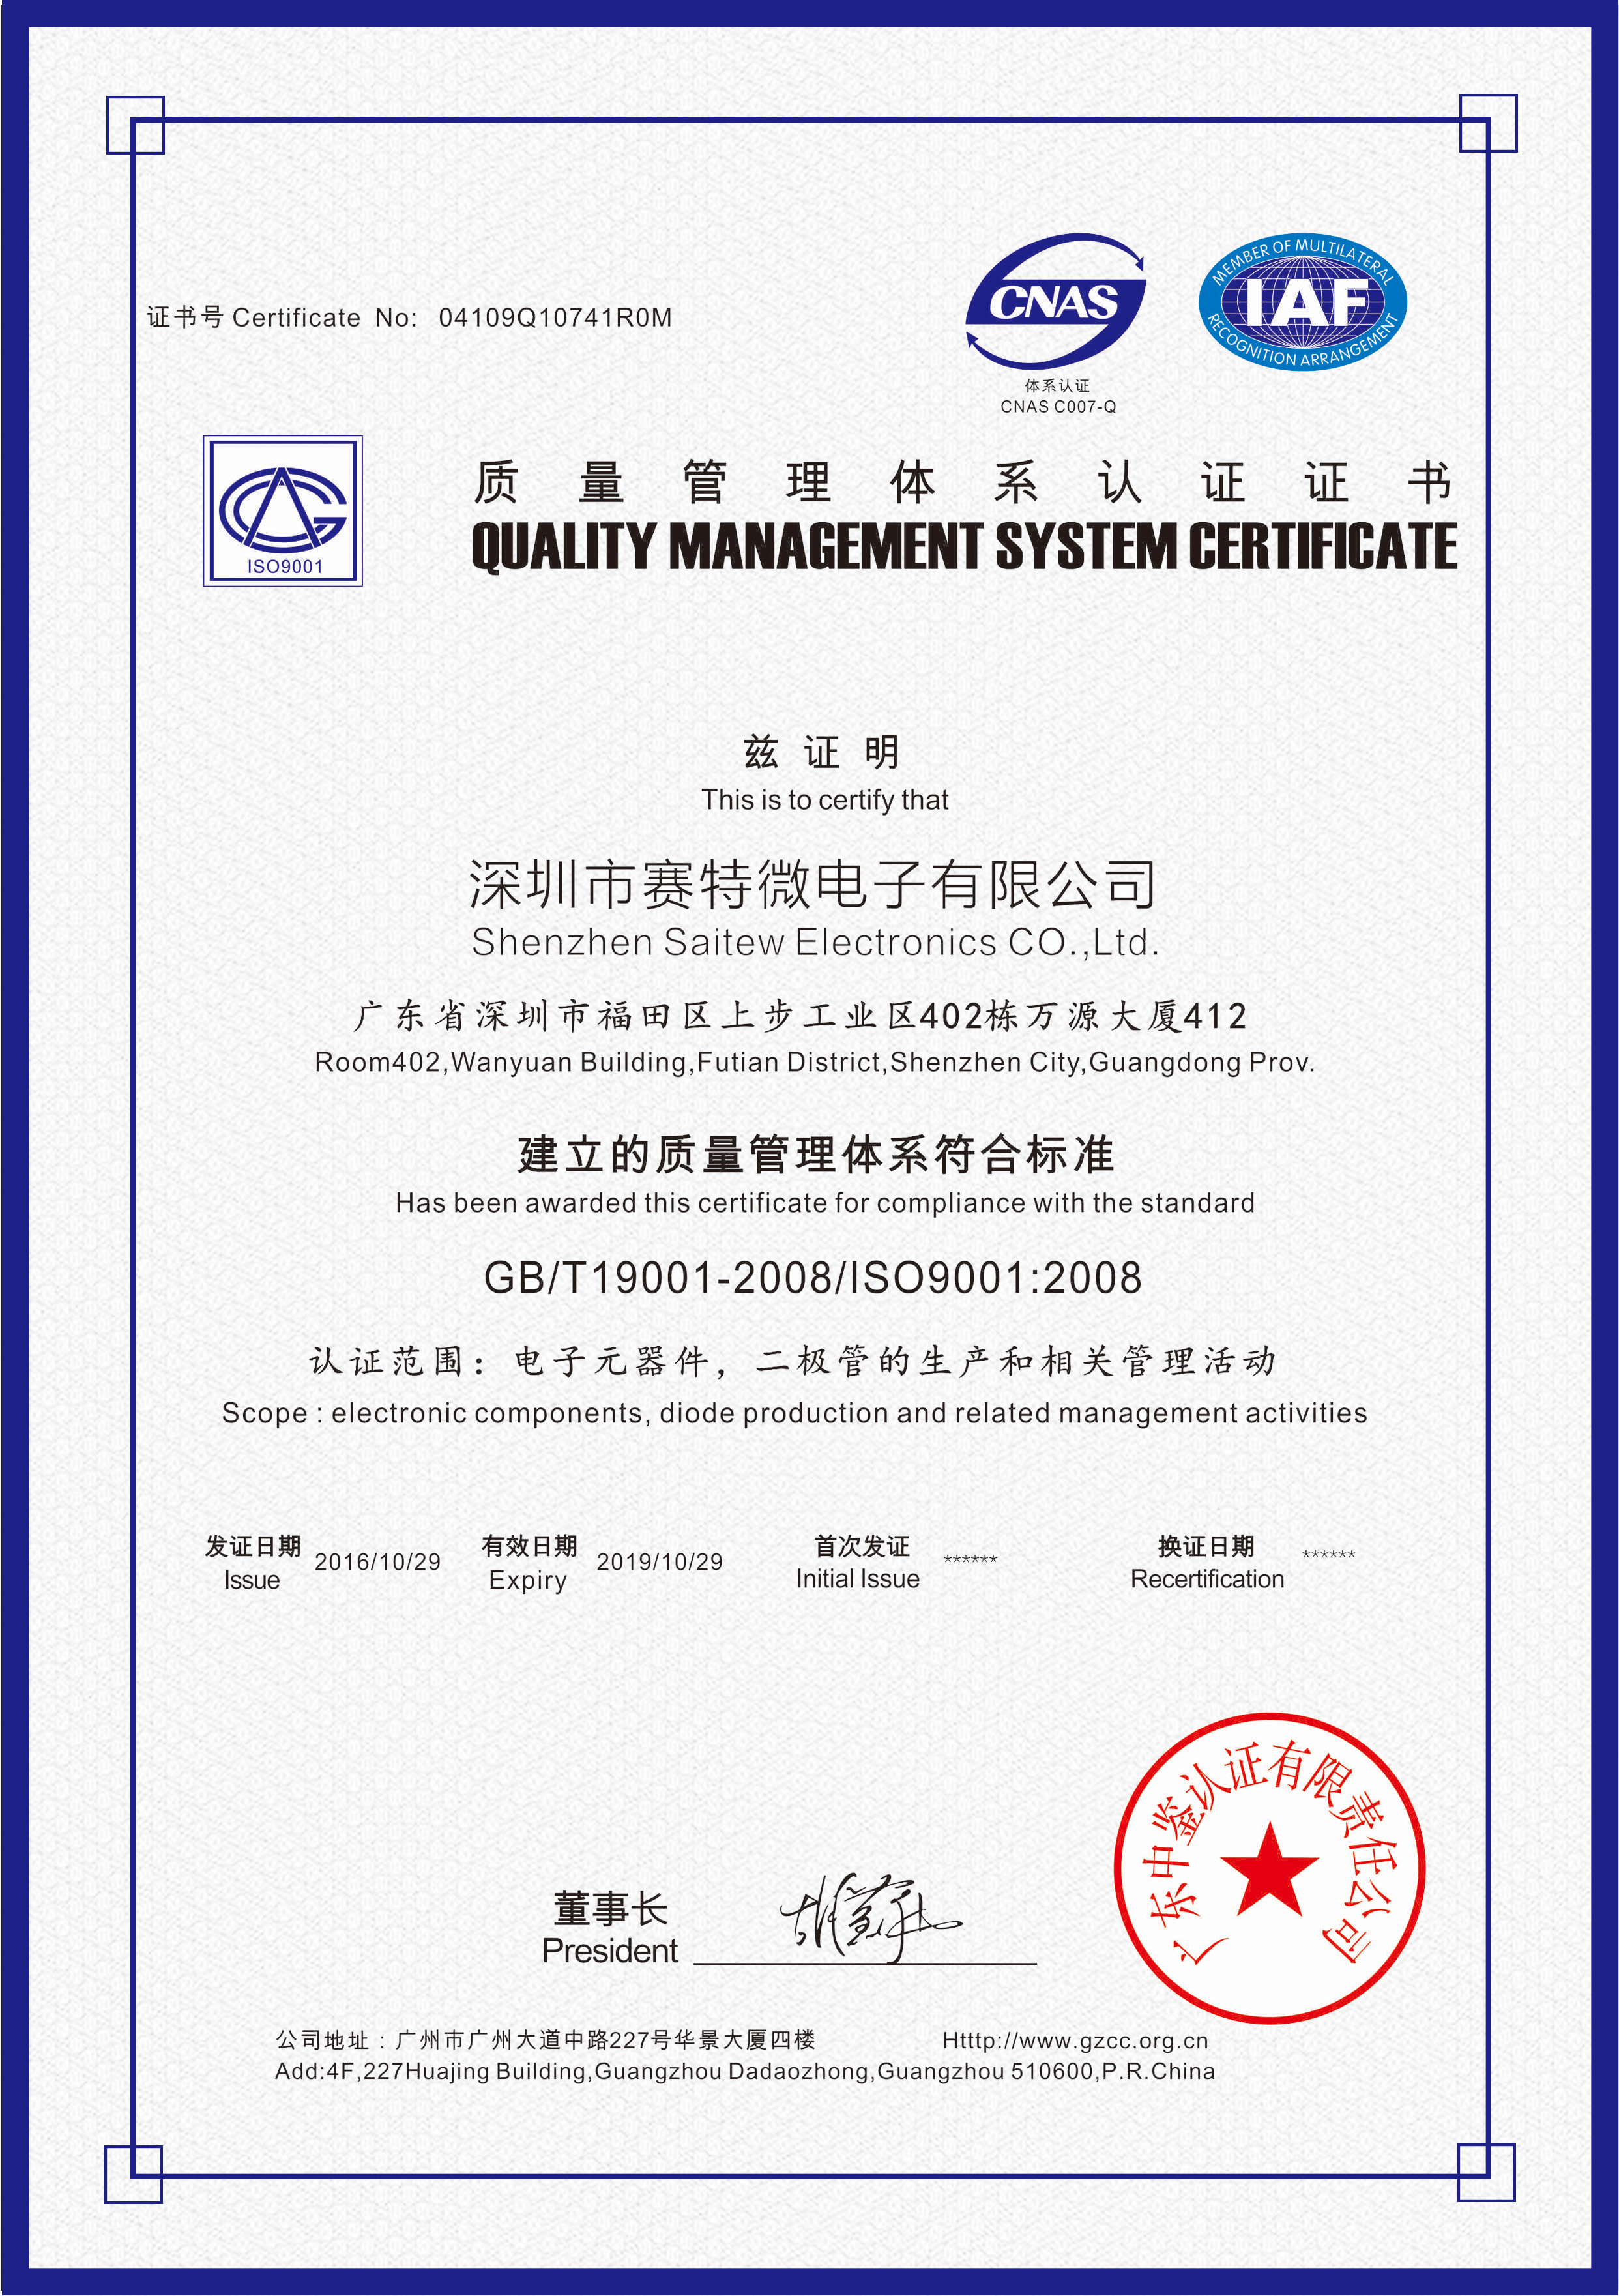 证书号 Certificate No: 04109Q10741R0M
CNAS
体系认证
CNAS C007-Q
MEMBER OF MULTILATERAL
IAF
RECOGNITION ARRANGEMENT
ISO9001
质量管理体系认证证书
QUALITY MANAGEMENT SYSTEM CERTIFICATE
兹证明
This is to certify that
深圳市赛特微电子有限公司
Shenzhen Saitew Electronics CO.,Ltd.
广东省深圳市福田区上步工业区402栋万源大厦412
Room402,Wanyuan Building,Futian District,Shenzhen City,Guangdong Prov.
建立的质量管理体系符合标准
Has been awarded this certificate for compliance with the standard
GB/T19001-2008/ISO9001:2008
认证范围：电子元器件，二极管的生产和相关管理活动
Scope : electronic components, diode production and related management activities
发证日期 Issue 2016/10/29
有效日期 Expiry 2019/10/29
首次发证 Initial Issue ******
换证日期 Recertification ******
广东中鉴认证有限责任公司
董事长
President
公司地址：广州市广州大道中路227号华景大厦四楼 Htttp://www.gzcc.org.cn
Add:4F,227Huajing Building,Guangzhou Dadaozhong,Guangzhou 510600,P.R.China